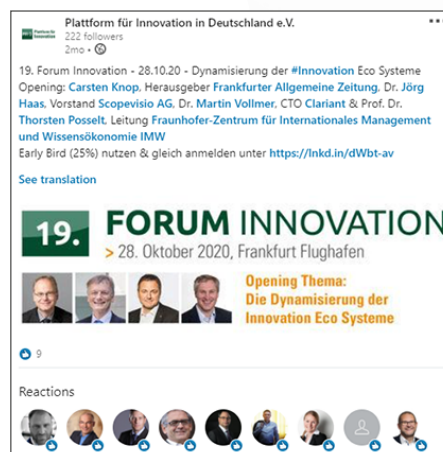 Plattform für Innovation in Deutschland e.V.
222 followers
2mo •
19. Forum Innovation - 28.10.20 - Dynamisierung der #Innovation Eco Systeme
Opening: Carsten Knop, Herausgeber Frankfurter Allgemeine Zeitung, Dr. Jörg
Haas, Vorstand Scopevisio AG, Dr. Martin Vollmer, CTO Clariant & Prof. Dr.
Thorsten Posselt, Leitung Fraunhofer-Zentrum für Internationales Management
und Wissensökonomie IMW
Early Bird (25%) nutzen & gleich anmelden unter https://lnkd.in/dWbt-av
See translation
19. FORUM INNOVATION
> 28. Oktober 2020, Frankfurt Flughafen
Opening Thema:
Die Dynamisierung der
Innovation Eco Systeme
9
Reactions